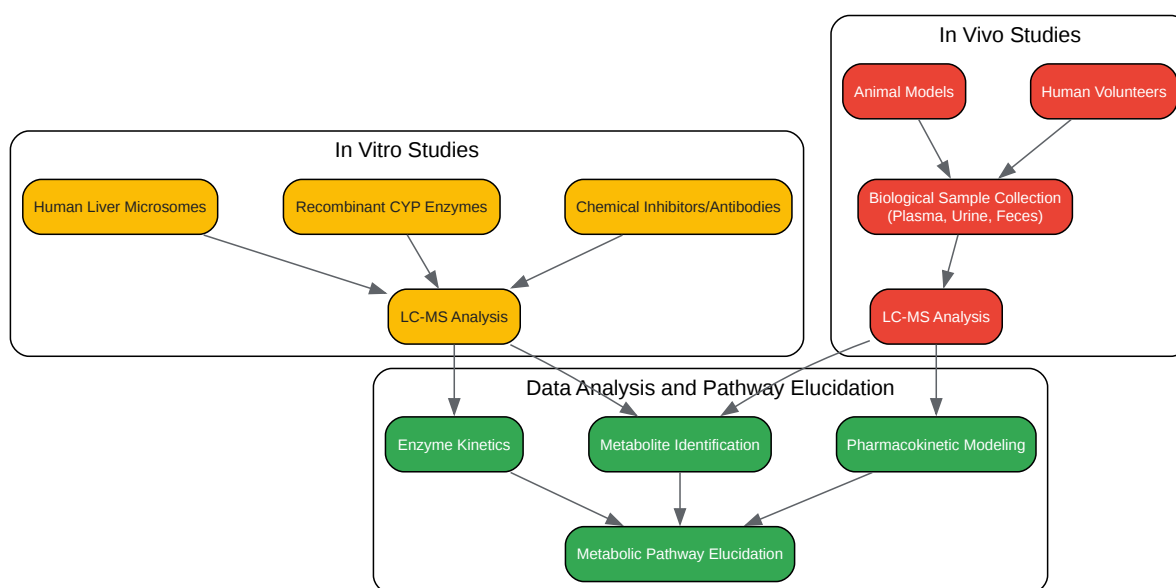 In Vivo Studies
Animal Models
Human Volunteers
In Vitro Studies
Human Liver Microsomes
Recombinant CYP Enzymes
Chemical Inhibitors/Antibodies
Biological Sample Collection
(Plasma, Urine, Feces)
LC-MS Analysis
LC-MS Analysis
Data Analysis and Pathway Elucidation
Enzyme Kinetics
Metabolite Identification
Pharmacokinetic Modeling
Metabolic Pathway Elucidation